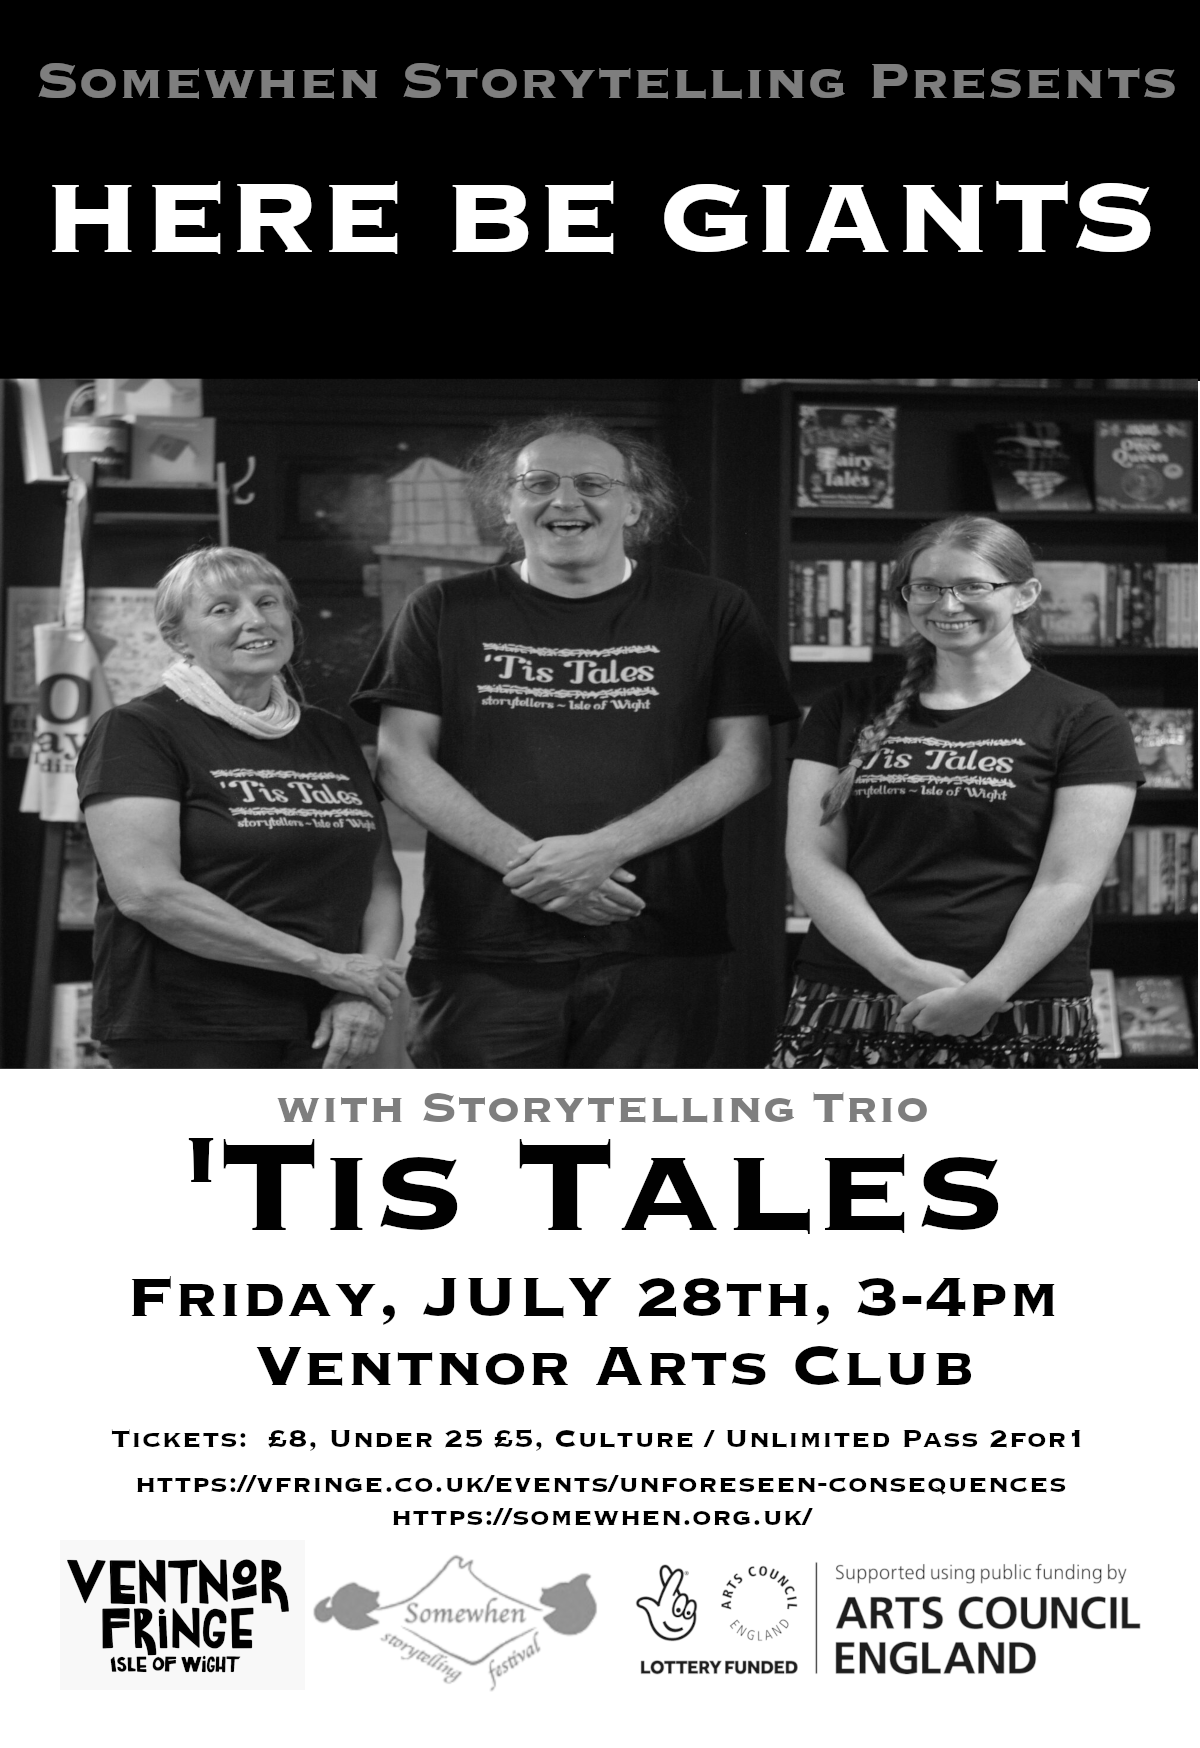 Somewhen Storytelling Presents
HERE BE GIANTS
Fairy
Tales
Queen
'Tis Tales
storytellers ~ Isle of Wight
'Tis Tales
storytellers ~ Isle of Wight
Tis Tales
rytellers ~ Isle of Wight
with Storytelling Trio
'Tis Tales
Friday, JULY 28th, 3-4pm
Ventnor Arts Club
Tickets: £8, Under 25 £5, Culture / Unlimited Pass 2for1
https://vfringe.co.uk/events/unforeseen-consequences
https://somewhen.org.uk/
VENTNOR
FRiNGE
ISLE OF WiGHT
Somewhen
storytelling festival
ARTS COUNCIL
ENGLAND
LOTTERY FUNDED
Supported using public funding by
ARTS COUNCIL
ENGLAND